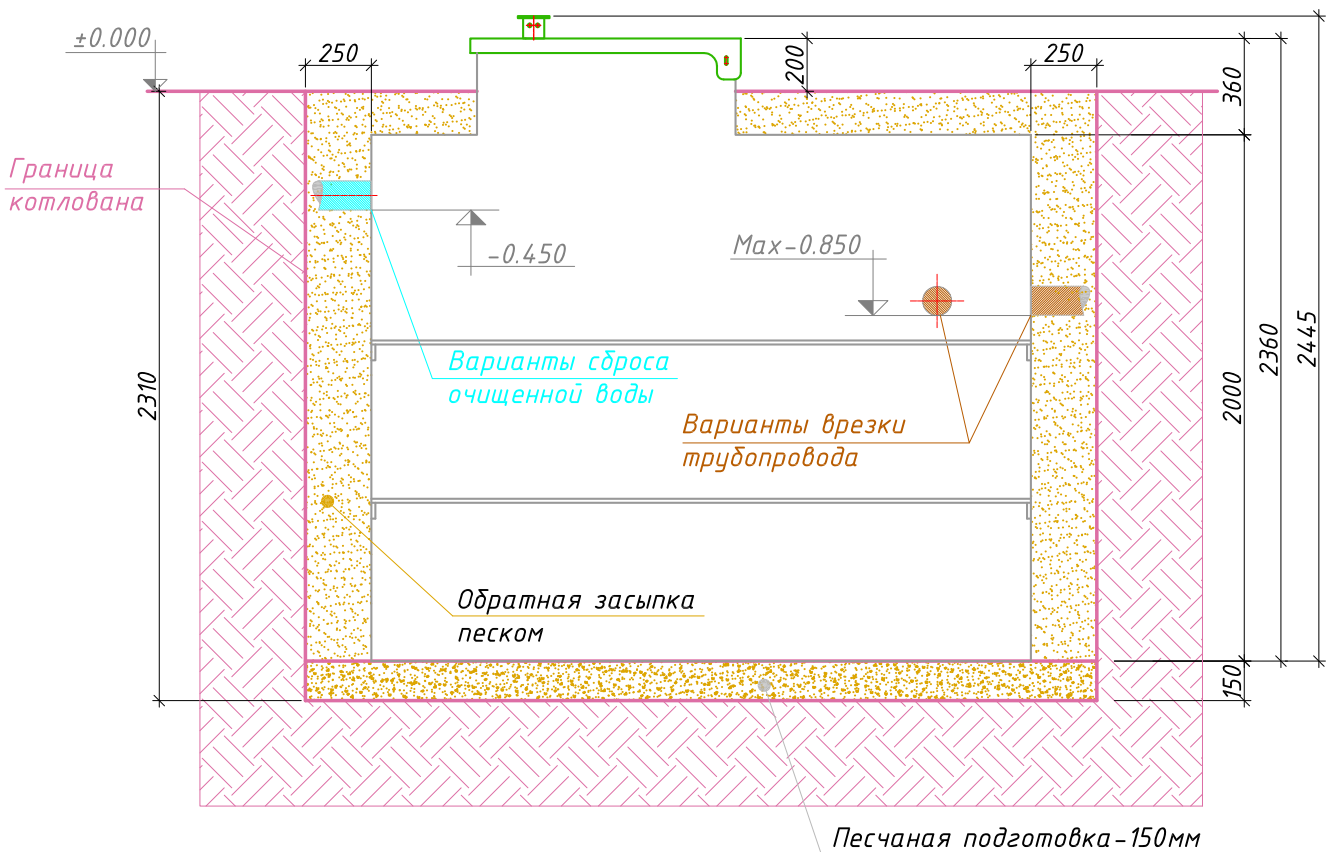 ±0.000
250
200
250
360
Граница
котлована
-0.450
Max-0.850
2310
Варианты сброса
очищенной воды
Варианты врезки
трубопровода
2000
2360
2445
Обратная засыпка
песком
150
Песчаная подготовка-150мм